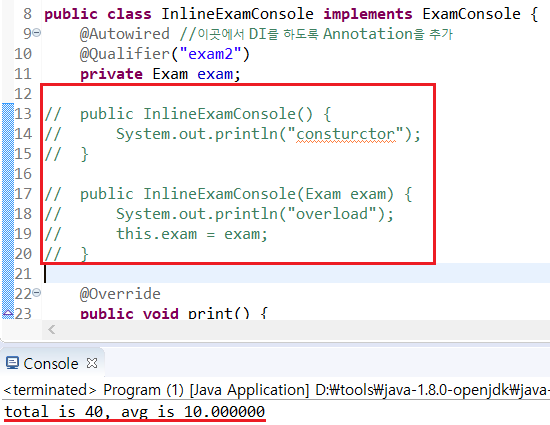 8 public class InlineExamConsole implements ExamConsole {
9 @Autowired //이곳에서 DI를 하도록 Annotation을 추가
10 @Qualifier("exam2")
11 private Exam exam;
12
13 // public InlineExamConsole() {
14 // System.out.println("consturctor");
15 // }
16
17 // public InlineExamConsole(Exam exam) {
18 // System.out.println("overload");
19 // this.exam = exam;
20 // }
21
22 @Override
23 public void print() {
Console
<terminated> Program (1) [Java Application] D:₩tools₩java-1.8.0-openjdk₩java-
total is 40, avg is 10.000000